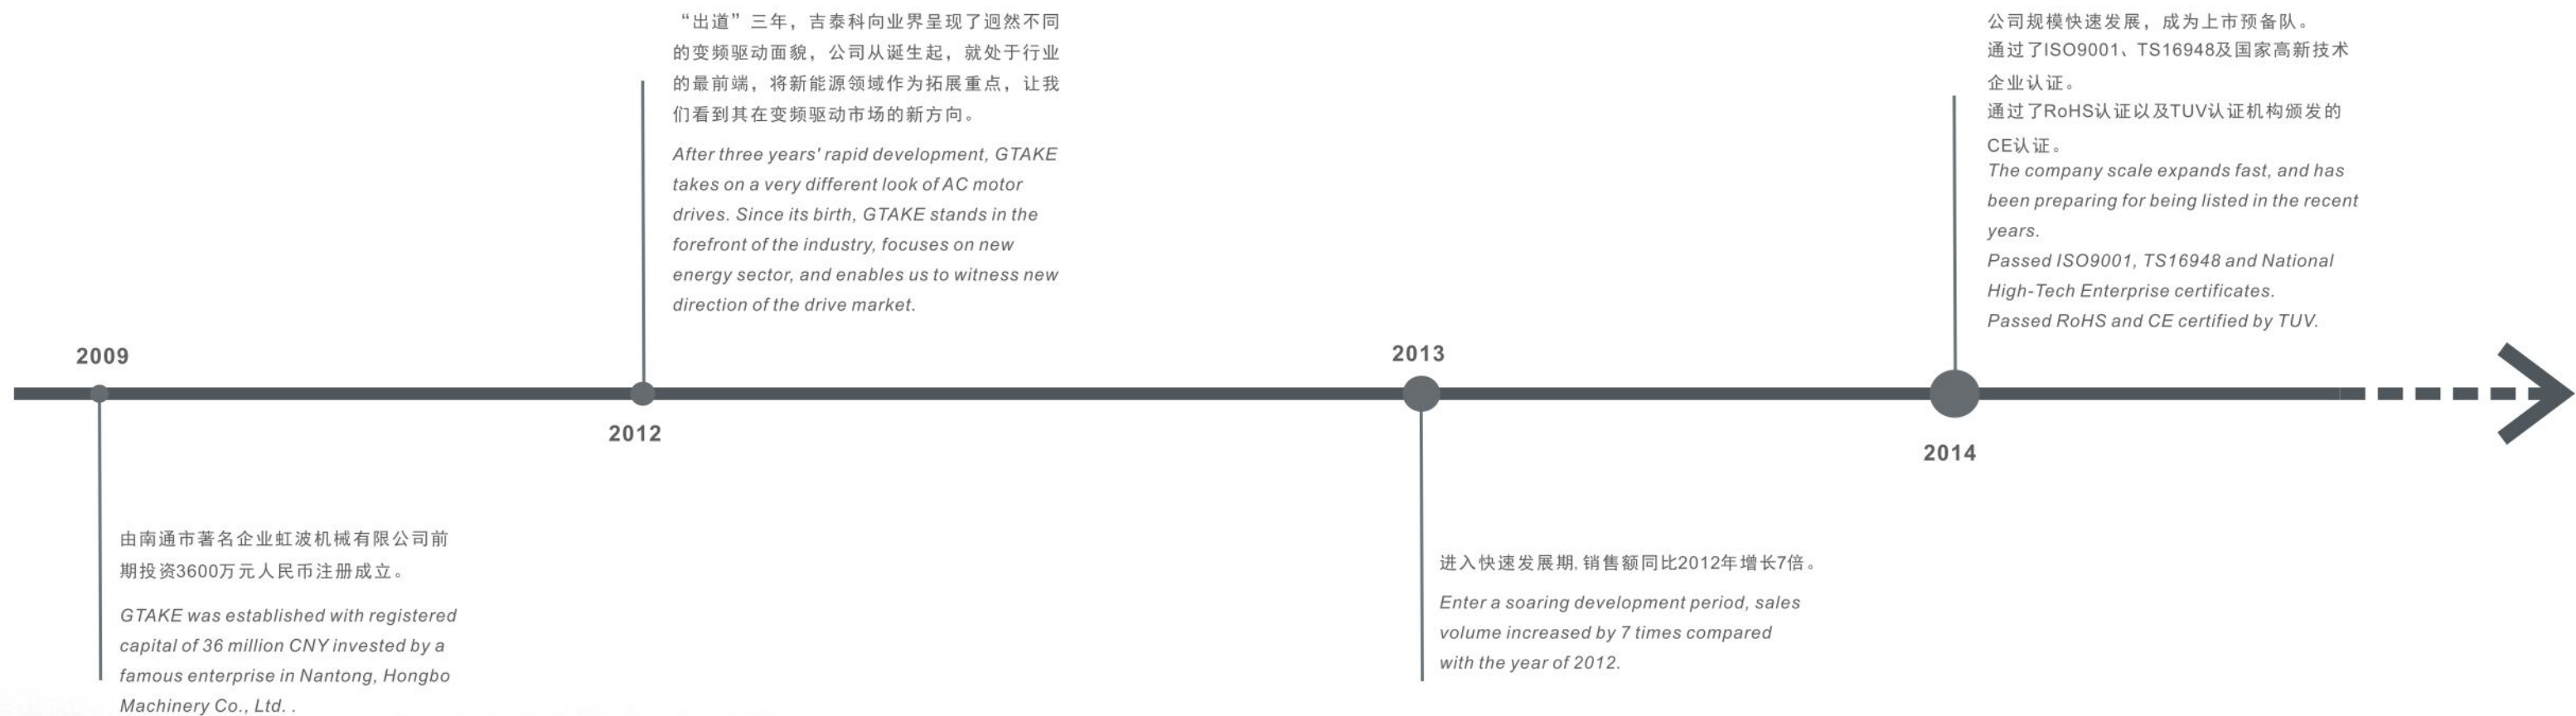 2009
由南通市著名企业虹波机械有限公司前
期投资3600万元人民币注册成立。
GTAKE was established with registered
capital of 36 million CNY invested by a
famous enterprise in Nantong, Hongbo
Machinery Co., Ltd. .
“出道”三年，吉泰科向业界呈现了迥然不同
的变频驱动面貌，公司从诞生起，就处于行业
的最前端，将新能源领域作为拓展重点，让我
们看到其在变频驱动市场的新方向。
After three years' rapid development, GTAKE
takes on a very different look of AC motor
drives. Since its birth, GTAKE stands in the
forefront of the industry, focuses on new
energy sector, and enables us to witness new
direction of the drive market.
2012
2013
进入快速发展期,销售额同比2012年增长7倍。
Enter a soaring development period, sales
volume increased by 7 times compared
with the year of 2012.
公司规模快速发展，成为上市预备队。
通过了ISO9001、TS16948及国家高新技术
企业认证。
通过了RoHS认证以及TUV认证机构颁发的
CE认证。
The company scale expands fast, and has
been preparing for being listed in the recent
years.
Passed ISO9001, TS16948 and National
High-Tech Enterprise certificates.
Passed RoHS and CE certified by TUV.
2014